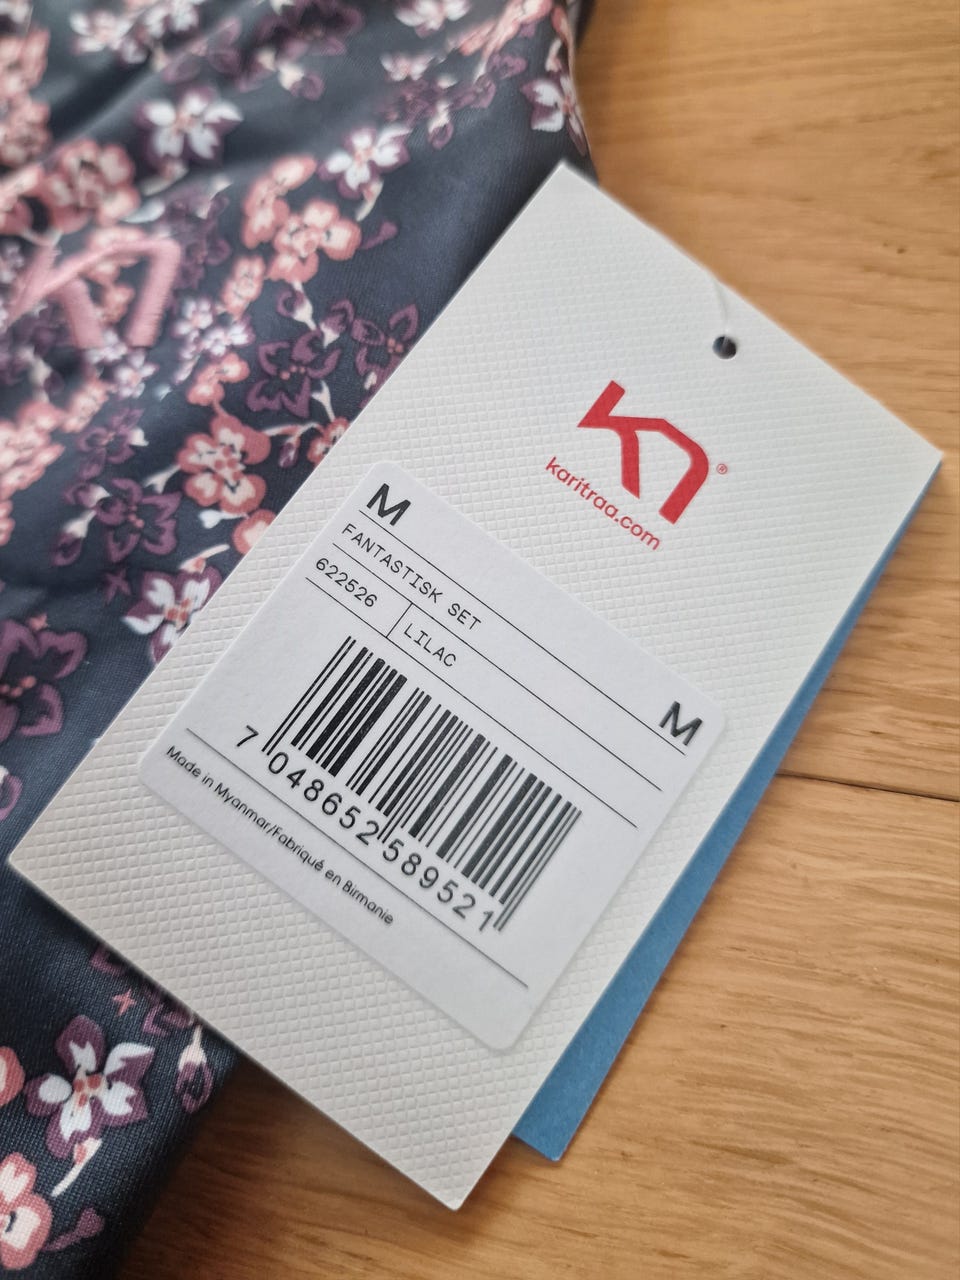 ®
karitraa.com
M
M
FANTASTISK SET
622526
LILAC
7 048652 589521
Made in Myanmar/Fabriqué en Birmanie